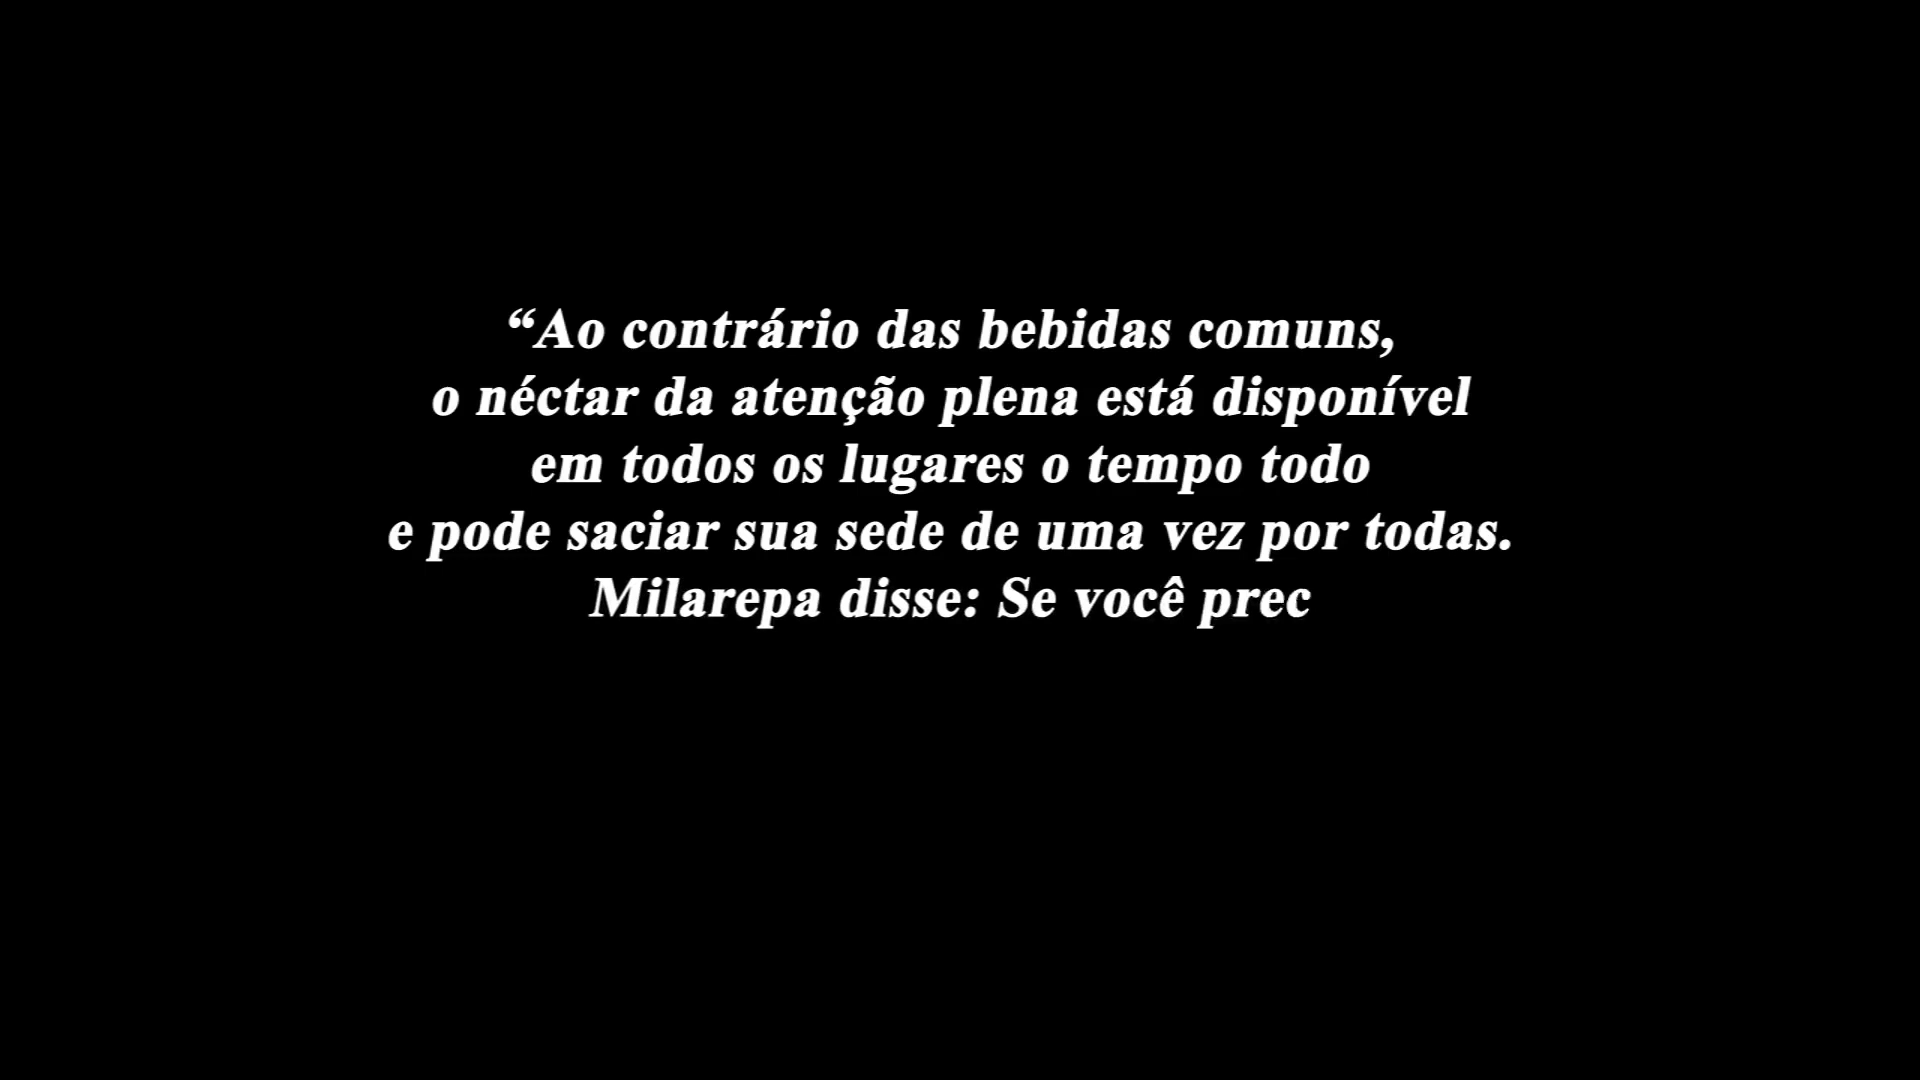 “Ao contrário das bebidas comuns,
o néctar da atenção plena está disponível
em todos os lugares o tempo todo
e pode saciar sua sede de uma vez por todas.
Milarepa disse: Se você prec